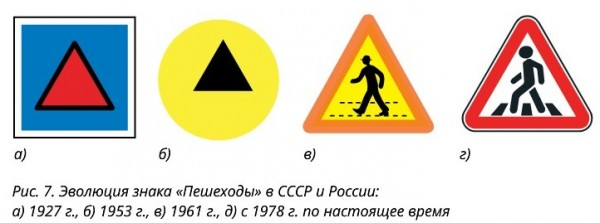 а) б) в) г)
Рис. 7. Эволюция знака «Пешеходы» в СССР и России:
а) 1927 г., б) 1953 г., в) 1961 г., д) с 1978 г. по настоящее время